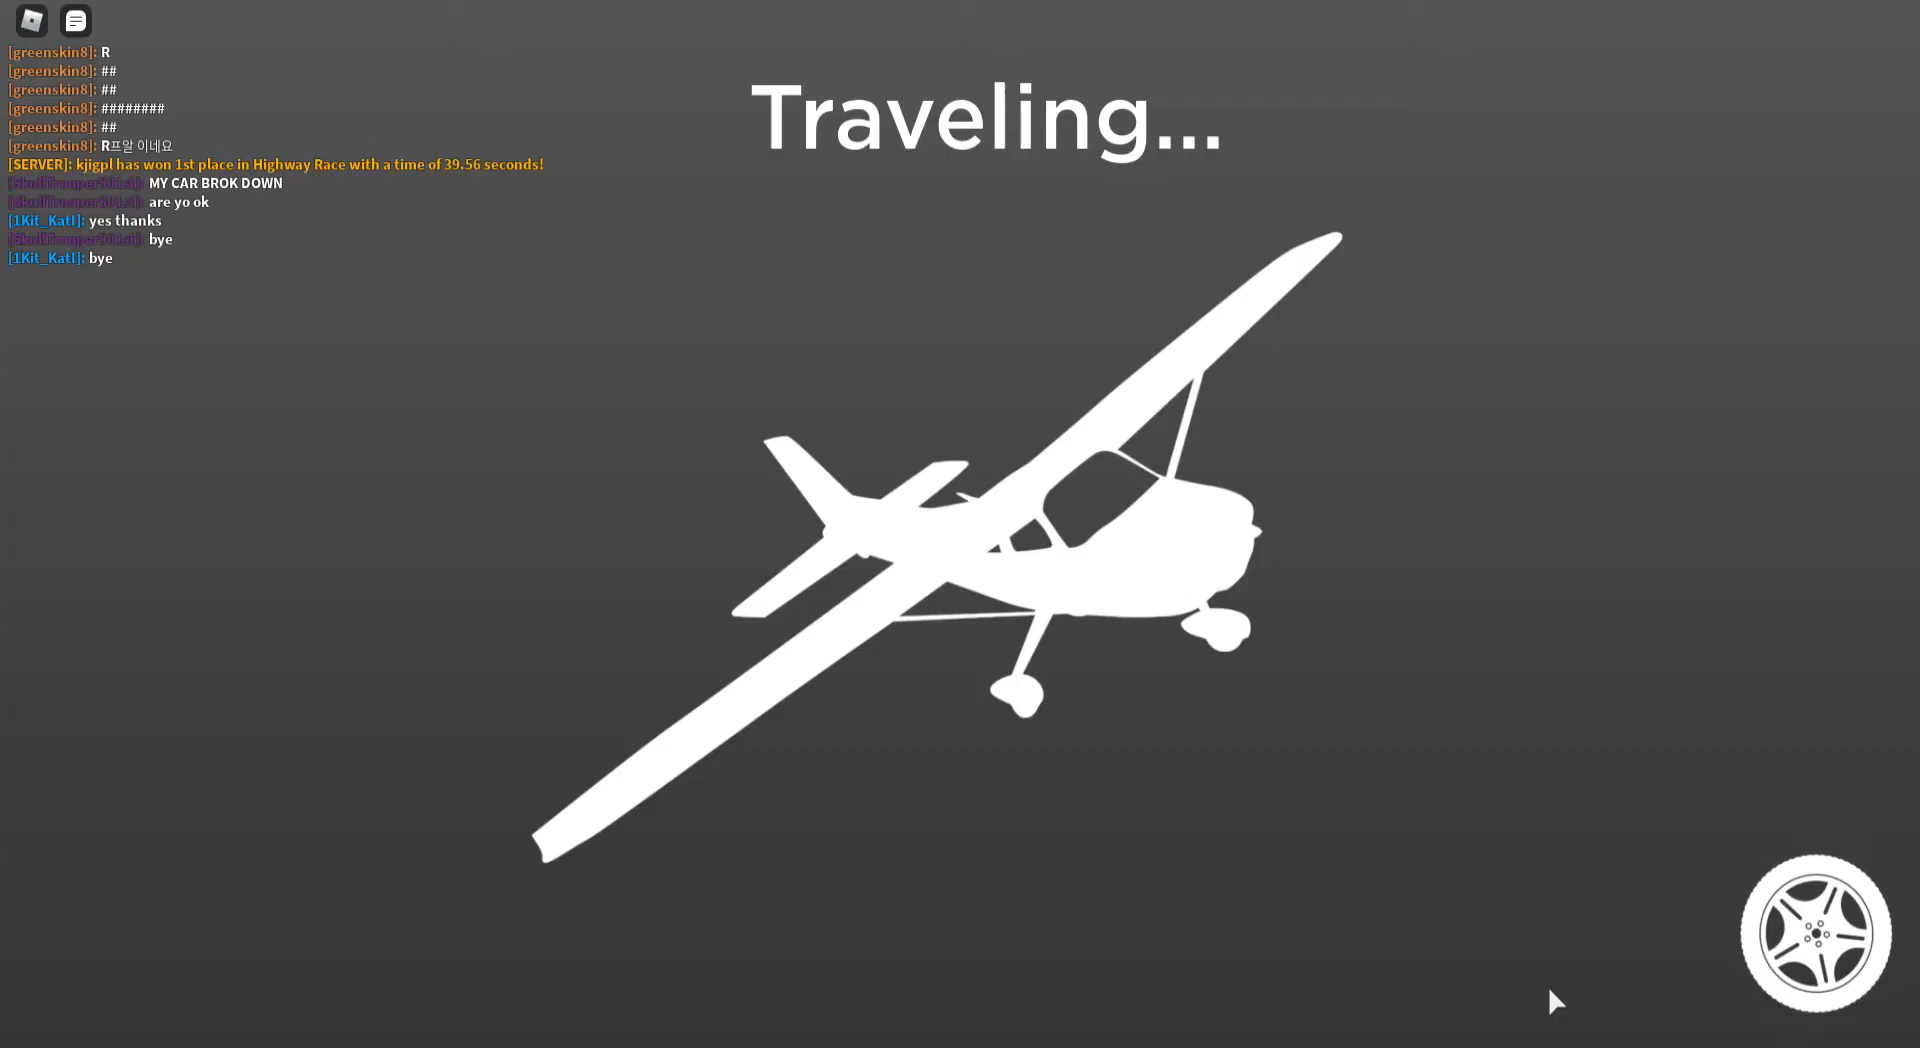 [greenskin8]: R
[greenskin8]: ##
[greenskin8]: ##
[greenskin8]: ########
[greenskin8]: ##
[greenskin8]: R프알 이네요
[SERVER]: kjigpl has won 1st place in Highway Race with a time of 39.56 seconds!
MY CAR BROK DOWN
are yo ok
[1Kit_Katl]: yes thanks
bye
[1Kit_Katl]: bye
Traveling...